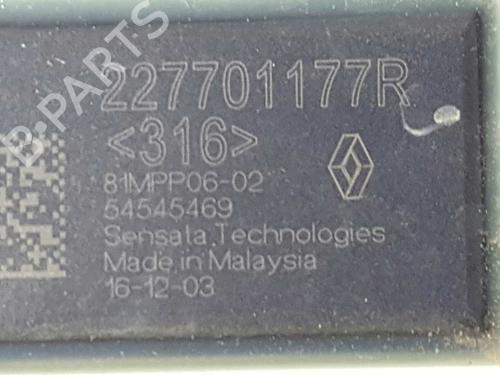 B-PARTS
227701177R
<316>
81MPP06-02
54545469
Sensata Technologies
Made in Malaysia
16-12-03